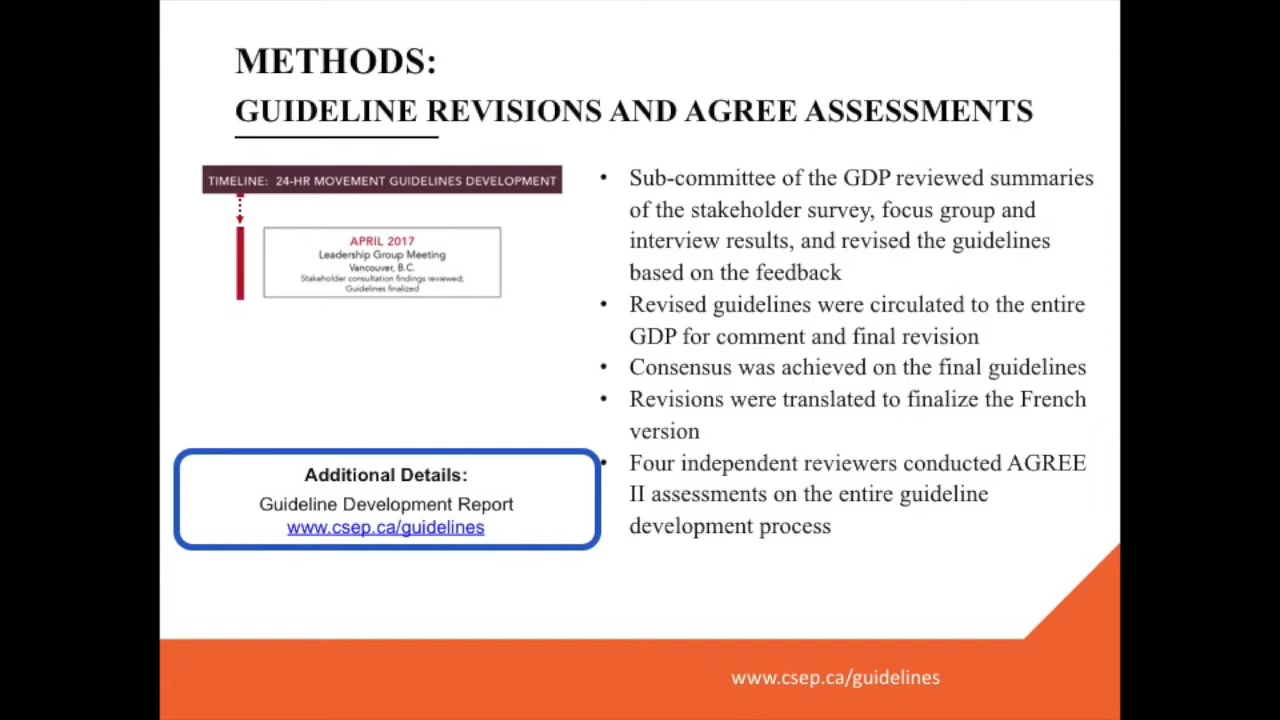 METHODS:
GUIDELINE REVISIONS AND AGREE ASSESSMENTS
TIMELINE: 24-HR MOVEMENT GUIDELINES DEVELOPMENT
APRIL 2017
Leadership Group Meeting
Vancouver, B.C.
Stakeholder consultation findings reviewed;
Guidelines finalized
Additional Details:
Guideline Development Report
www.csep.ca/guidelines
• Sub-committee of the GDP reviewed summaries
of the stakeholder survey, focus group and
interview results, and revised the guidelines
based on the feedback
• Revised guidelines were circulated to the entire
GDP for comment and final revision
• Consensus was achieved on the final guidelines
• Revisions were translated to finalize the French
version
• Four independent reviewers conducted AGREE
II assessments on the entire guideline
development process
www.csep.ca/guidelines